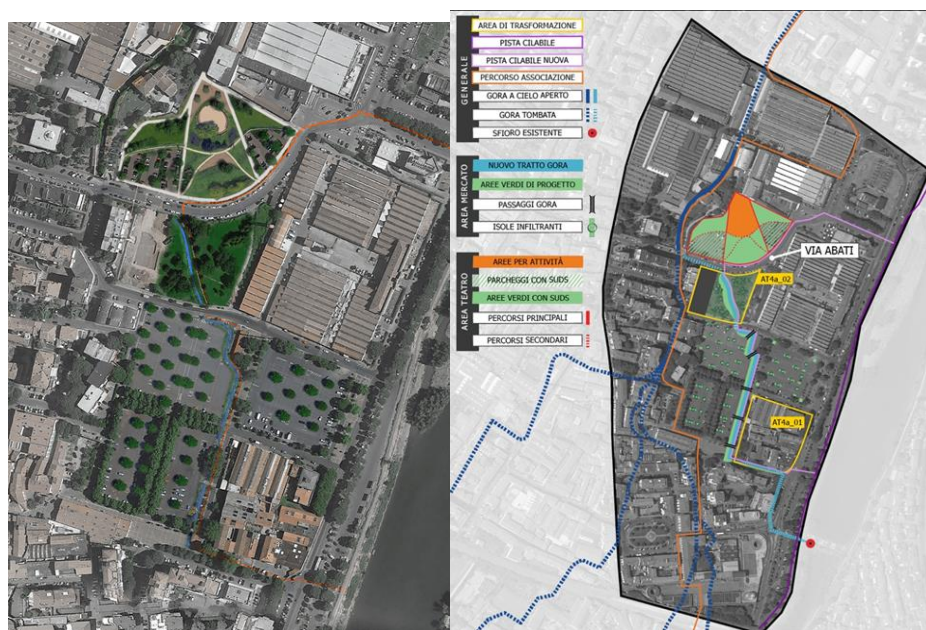 GENERALE
AREA DI TRASFORMAZIONE
PISTA CILABILE
PISTA CILABILE NUOVA
PERCORSO ASSOCIAZIONE
GORA A CIELO APERTO
GORA TOMBATA
SFIORO ESISTENTE
AREA MERCATO
NUOVO TRATTO GORA
AREE VERDI DI PROGETTO
PASSAGGI GORA
ISOLE INFILTRANTI
AREA TEATRO
AREE PER ATTIVITÀ
PARCHEGGI CON SUDS
AREE VERDI CON SUDS
PERCORSI PRINCIPALI
PERCORSI SECONDARI
VIA ABATI
AT4a_02
AT4a_01